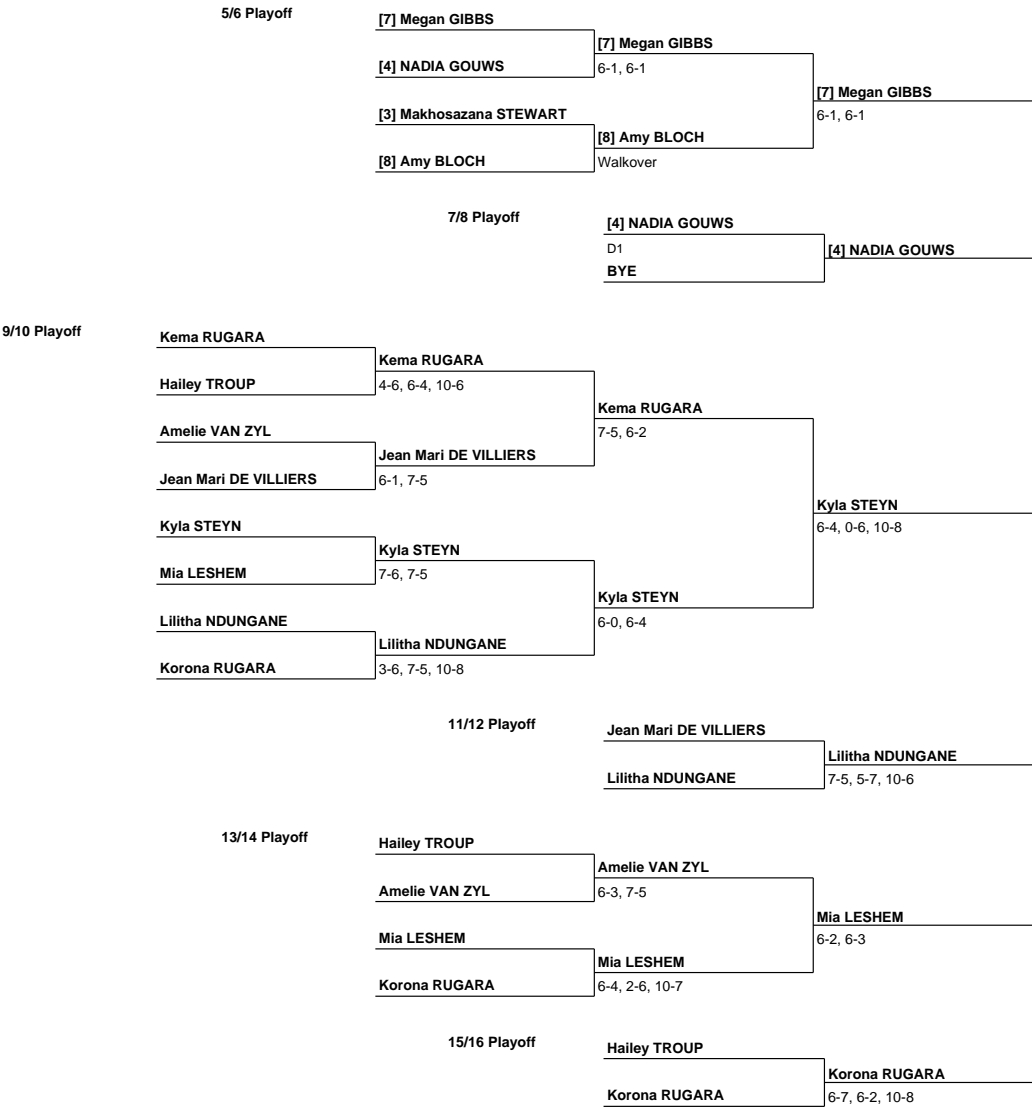 5/6 Playoff
[7] Megan GIBBS
[7] Megan GIBBS
[4] NADIA GOUWS
6-1, 6-1
[7] Megan GIBBS
[3] Makhosazana STEWART
6-1, 6-1
[8] Amy BLOCH
[8] Amy BLOCH
Walkover
7/8 Playoff
[4] NADIA GOUWS
D1
[4] NADIA GOUWS
BYE
9/10 Playoff
Kema RUGARA
Kema RUGARA
Hailey TROUP
4-6, 6-4, 10-6
Kema RUGARA
Amelie VAN ZYL
7-5, 6-2
Jean Mari DE VILLIERS
Jean Mari DE VILLIERS
6-1, 7-5
Kyla STEYN
Kyla STEYN
6-4, 0-6, 10-8
Kyla STEYN
Mia LESHEM
7-6, 7-5
Kyla STEYN
Lilitha NDUNGANE
6-0, 6-4
Lilitha NDUNGANE
Korona RUGARA
3-6, 7-5, 10-8
11/12 Playoff
Jean Mari DE VILLIERS
Lilitha NDUNGANE
Lilitha NDUNGANE
7-5, 5-7, 10-6
13/14 Playoff
Hailey TROUP
Amelie VAN ZYL
Amelie VAN ZYL
6-3, 7-5
Mia LESHEM
Mia LESHEM
6-2, 6-3
Mia LESHEM
Korona RUGARA
6-4, 2-6, 10-7
15/16 Playoff
Hailey TROUP
Korona RUGARA
Korona RUGARA
6-7, 6-2, 10-8